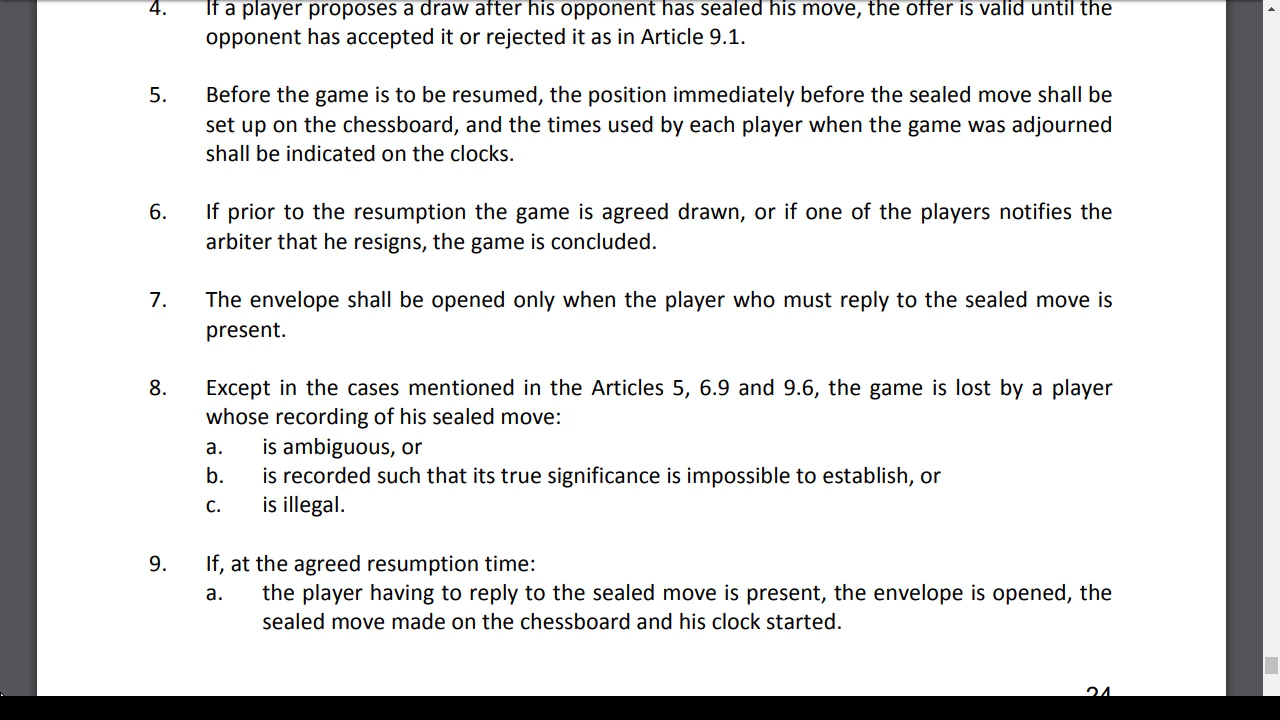 4. If a player proposes a draw after his opponent has sealed his move, the offer is valid until the
opponent has accepted it or rejected it as in Article 9.1.
5. Before the game is to be resumed, the position immediately before the sealed move shall be
set up on the chessboard, and the times used by each player when the game was adjourned
shall be indicated on the clocks.
6. If prior to the resumption the game is agreed drawn, or if one of the players notifies the
arbiter that he resigns, the game is concluded.
7. The envelope shall be opened only when the player who must reply to the sealed move is
present.
8. Except in the cases mentioned in the Articles 5, 6.9 and 9.6, the game is lost by a player
whose recording of his sealed move:
a. is ambiguous, or
b. is recorded such that its true significance is impossible to establish, or
c. is illegal.
9. If, at the agreed resumption time:
a. the player having to reply to the sealed move is present, the envelope is opened, the
sealed move made on the chessboard and his clock started.
24